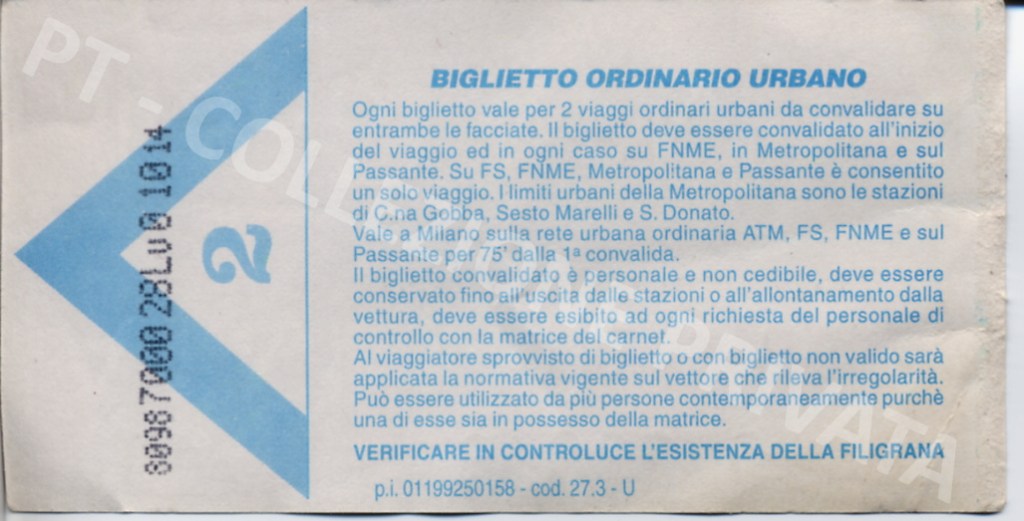 BIGLIETTO ORDINARIO URBANO
Ogni biglietto vale per 2 viaggi ordinari urbani da convalidare su
entrambe le facciate. Il biglietto deve essere convalidato all'inizio
del viaggio ed in ogni caso su FNME, in Metropolitana e sul
Passante. Su FS, FNME, Metropolitana e Passante è consentito
un solo viaggio. I limiti urbani della Metropolitana sono le stazioni
di C.na Gobba, Sesto Marelli e S. Donato.
Vale a Milano sulla rete urbana ordinaria ATM, FS, FNME e sul
Passante per 75' dalla 1ª convalida.
Il biglietto convalidato è personale e non cedibile, deve essere
conservato fino all'uscita dalle stazioni o all'allontanamento dalla
vettura, deve essere esibito ad ogni richiesta del personale di
controllo con la matrice del carnet.
Al viaggiatore sprovvisto di biglietto o con biglietto non valido sarà
applicata la normativa vigente sul vettore che rileva l'irregolarità.
Può essere utilizzato da più persone contemporaneamente purchè
una di esse sia in possesso della matrice.
VERIFICARE IN CONTROLUCE L'ESISTENZA DELLA FILIGRANA
p.i. 01199250158 - cod. 27.3 - U
2
80987000 28Lu0 1014
PT - COLLEZIONE PRIVATA